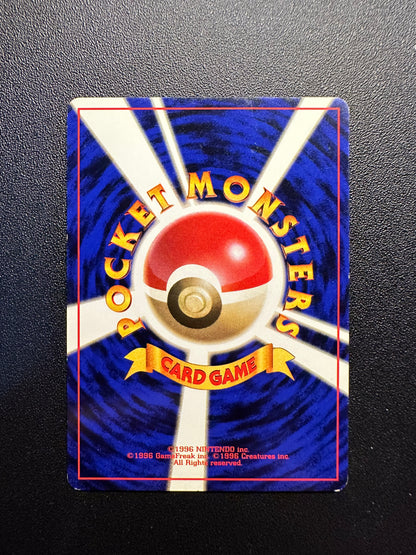 POCKET MONSTERS
CARD GAME
©1996 NINTENDO inc.
©1996 GameFreak inc. ©1996 Creatures inc.
All Rights reserved.